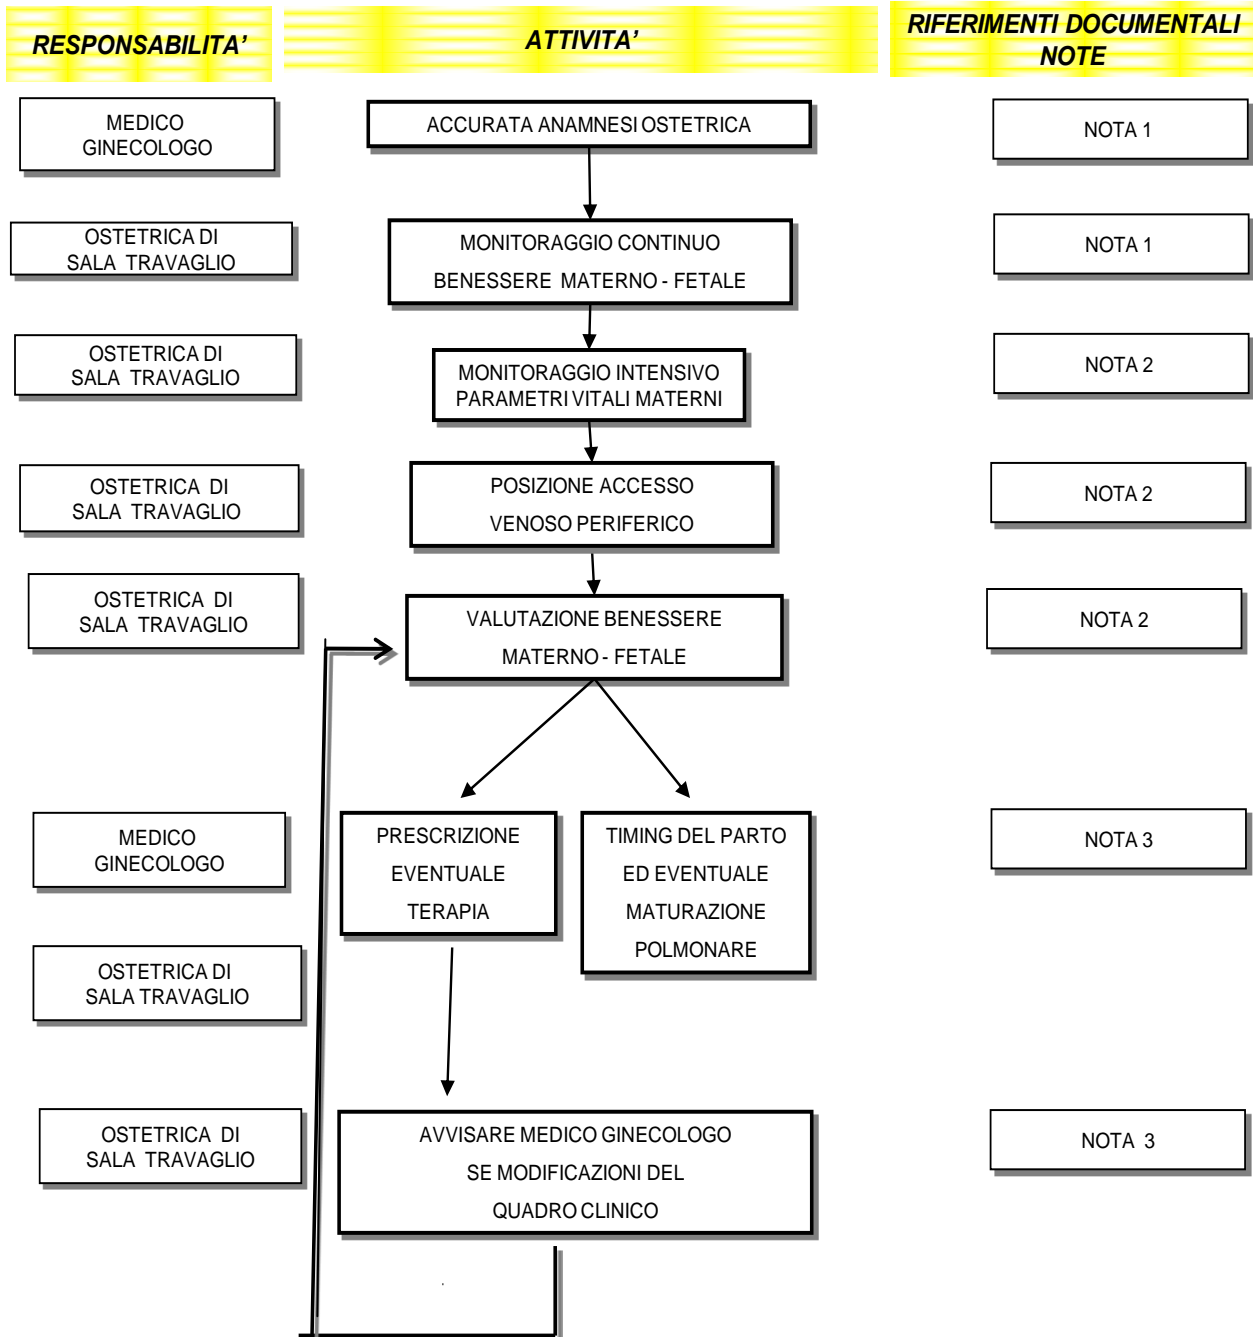 RESPONSABILITA’
ATTIVITA’
RIFERIMENTI DOCUMENTALI
NOTE
MEDICO
GINECOLOGO
ACCURATA ANAMNESI OSTETRICA
NOTA 1
OSTETRICA DI
SALA TRAVAGLIO
MONITORAGGIO CONTINUO
BENESSERE MATERNO - FETALE
NOTA 1
OSTETRICA DI
SALA TRAVAGLIO
MONITORAGGIO INTENSIVO
PARAMETRI VITALI MATERNI
NOTA 2
OSTETRICA DI
SALA TRAVAGLIO
POSIZIONE ACCESSO
VENOSO PERIFERICO
NOTA 2
OSTETRICA DI
SALA TRAVAGLIO
VALUTAZIONE BENESSERE
MATERNO - FETALE
NOTA 2
MEDICO
GINECOLOGO
PRESCRIZIONE
EVENTUALE
TERAPIA
TIMING DEL PARTO
ED EVENTUALE
MATURAZIONE
POLMONARE
NOTA 3
OSTETRICA DI
SALA TRAVAGLIO
OSTETRICA DI
SALA TRAVAGLIO
AVVISARE MEDICO GINECOLOGO
SE MODIFICAZIONI DEL
QUADRO CLINICO
NOTA 3